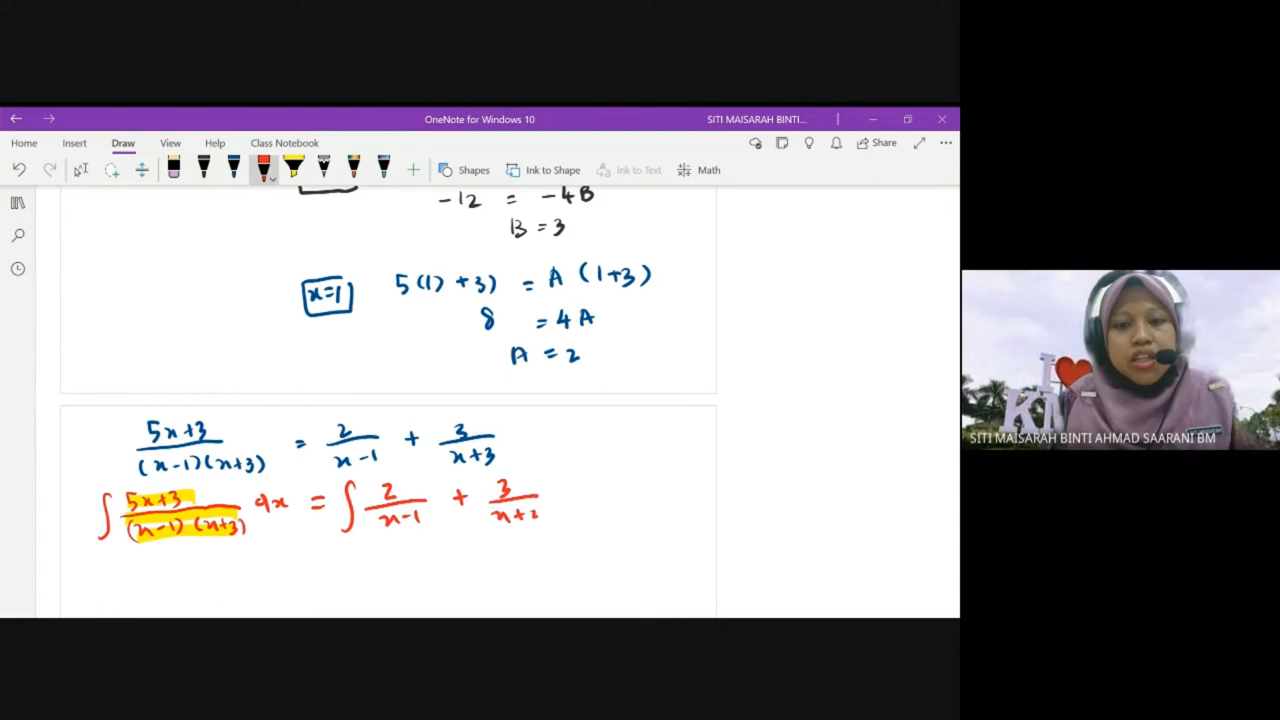 OneNote for Windows 10
SITI MAISARAH BINTI...
Home Insert Draw View Help Class Notebook
Share
Shapes Ink to Shape Ink to Text Math
-12 = -4B
B = 3
x=1 5(1) + 3) = A (1+3)
8 = 4A
A = 2
5x+3 / (x-1)(x+3) = 2 / x-1 + 3 / x+3
∫ 5x+3 / (x-1)(x+3) dx = ∫ 2 / x-1 + 3 / x+3
I ❤
SITI MAISARAH BINTI AHMAD SAARANI BM